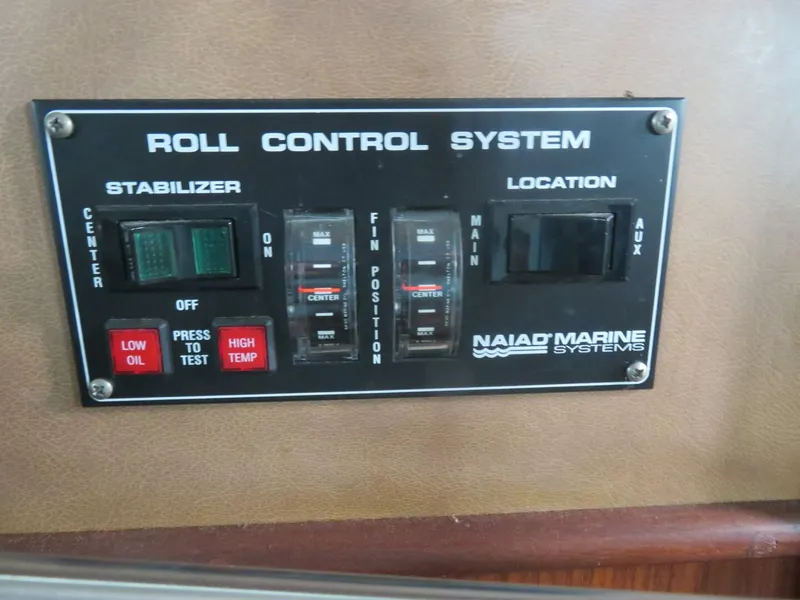 ROLL CONTROL SYSTEM
STABILIZER
LOCATION
CENTER
ON
OFF
FIN POSITION
MAIN
AUX
MAX
CENTER
MAX
MAX
CENTER
MAX
LOW
OIL
PRESS
TO
TEST
HIGH
TEMP
NAIAD® MARINE
SYSTEMS